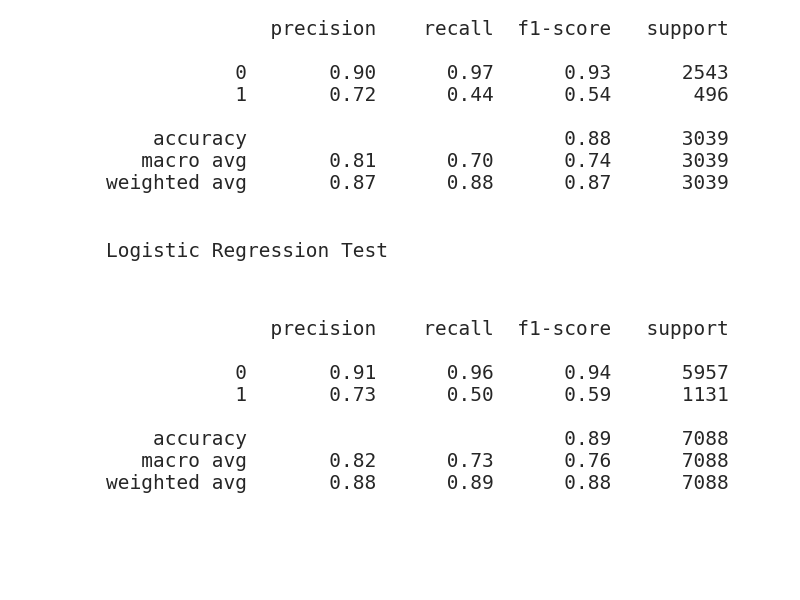 precision recall f1-score support
0 0.90 0.97 0.93 2543
1 0.72 0.44 0.54 496
accuracy 0.88 3039
macro avg 0.81 0.70 0.74 3039
weighted avg 0.87 0.88 0.87 3039
Logistic Regression Test
precision recall f1-score support
0 0.91 0.96 0.94 5957
1 0.73 0.50 0.59 1131
accuracy 0.89 7088
macro avg 0.82 0.73 0.76 7088
weighted avg 0.88 0.89 0.88 7088